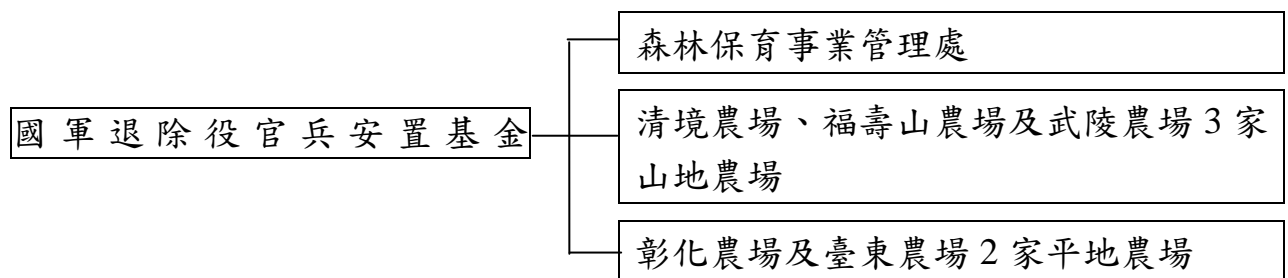 國軍退除役官兵安置基金
森林保育事業管理處
清境農場、福壽山農場及武陵農場 3 家
山地農場
彰化農場及臺東農場 2 家平地農場